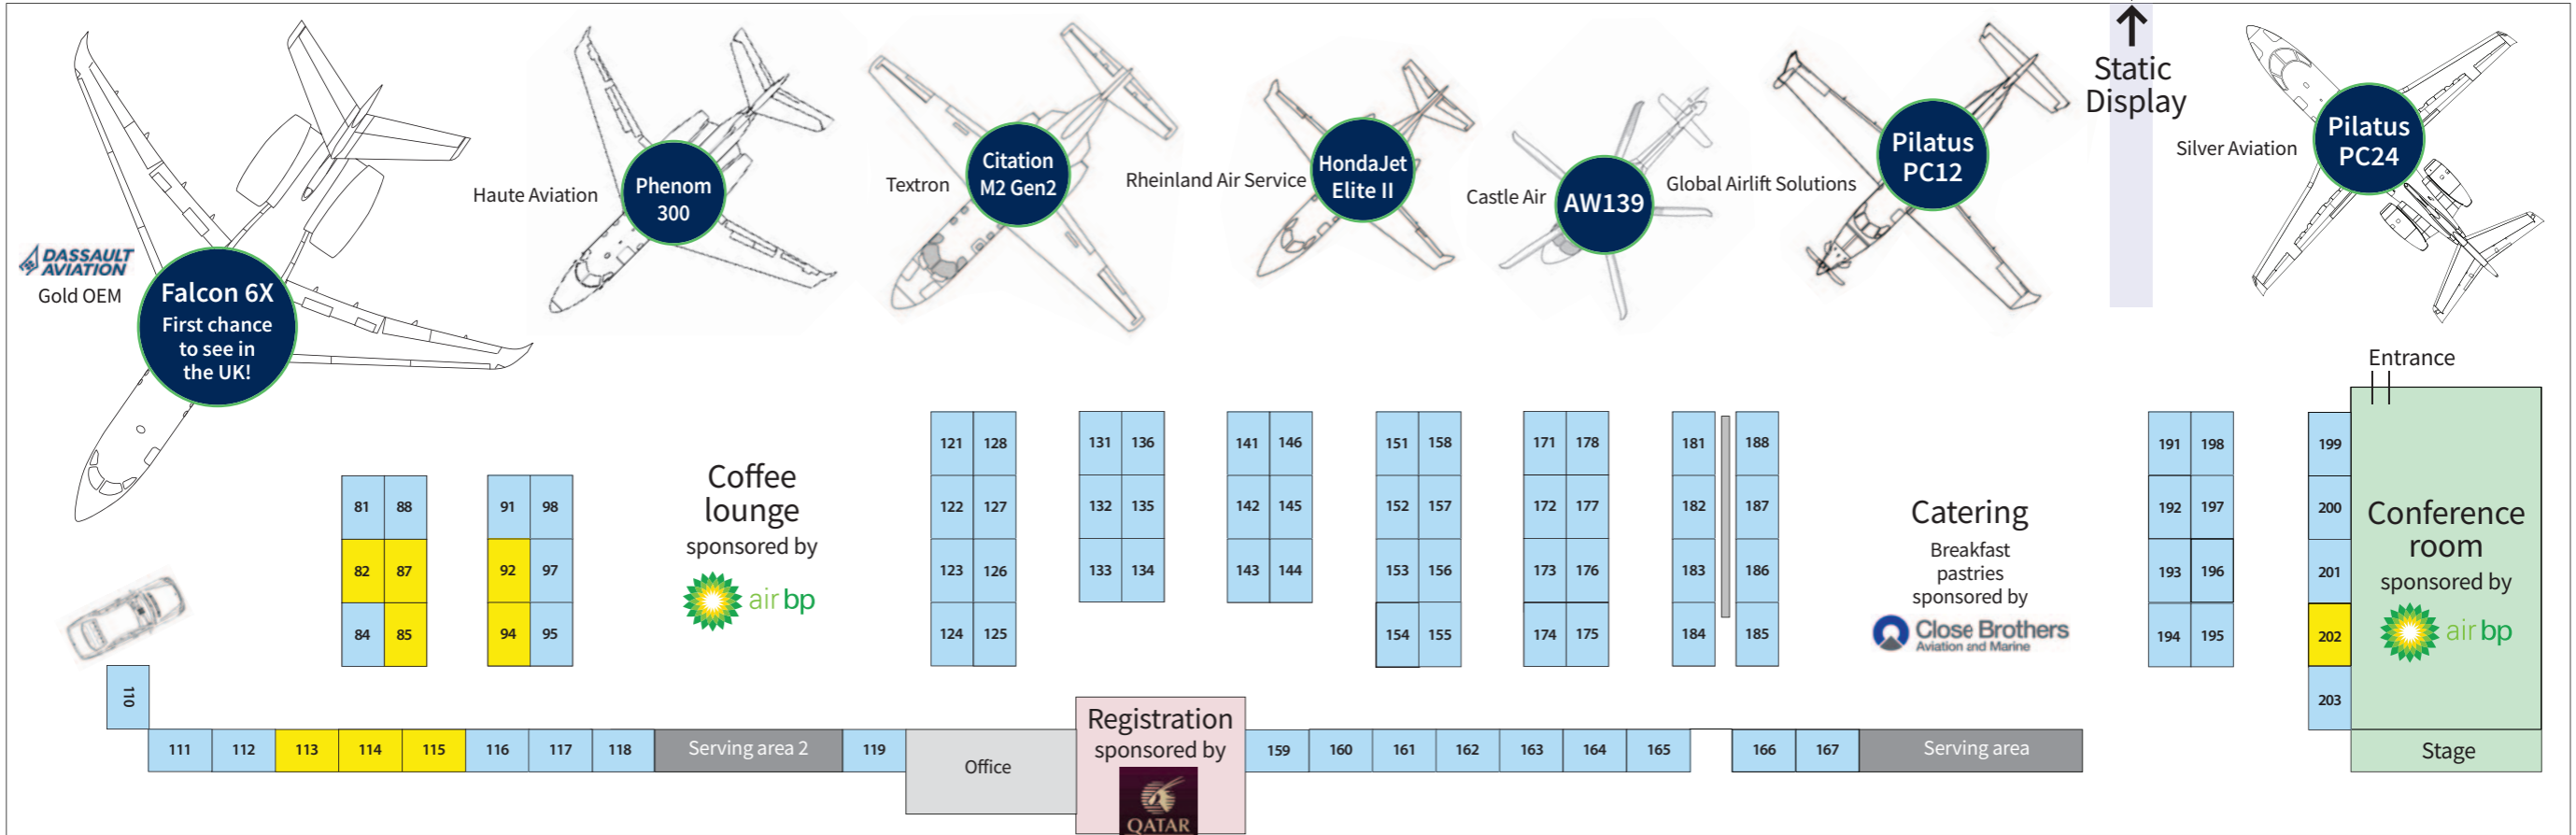 Static
Display
DASSAULT
AVIATION
Gold OEM
Falcon 6X
First chance
to see in
the UK!
Haute Aviation
Phenom
300
Textron
Citation
M2 Gen2
Rheinland Air Service
HondaJet
Elite II
Castle Air
AW139
Global Airlift Solutions
Pilatus
PC12
Silver Aviation
Pilatus
PC24
Entrance
81 88
82 87
84 85
91 98
92 97
94 95
Coffee
lounge
sponsored by
air bp
121 128
122 127
123 126
124 125
131 136
132 135
133 134
141 146
142 145
143 144
151 158
152 157
153 156
154 155
171 178
172 177
173 176
174 175
181 188
182 187
183 186
184 185
Catering
Breakfast
pastries
sponsored by
Close Brothers
Aviation and Marine
191 198
192 197
193 196
194 195
199
200
201
202
203
Conference
room
sponsored by
air bp
Stage
110
111 112 113 114 115 116 117 118
Serving area 2
119
Office
Registration
sponsored by
QATAR
159 160 161 162 163 164 165
166 167
Serving area